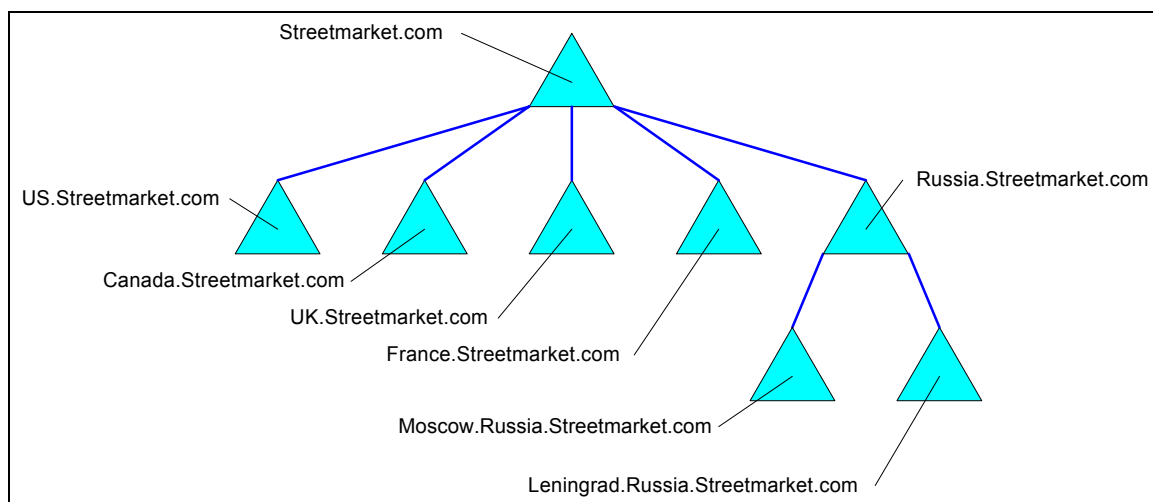 Streetmarket.com
Russia.Streetmarket.com
US.Streetmarket.com
Canada.Streetmarket.com
UK.Streetmarket.com
France.Streetmarket.com
Moscow.Russia.Streetmarket.com
Leningrad.Russia.Streetmarket.com